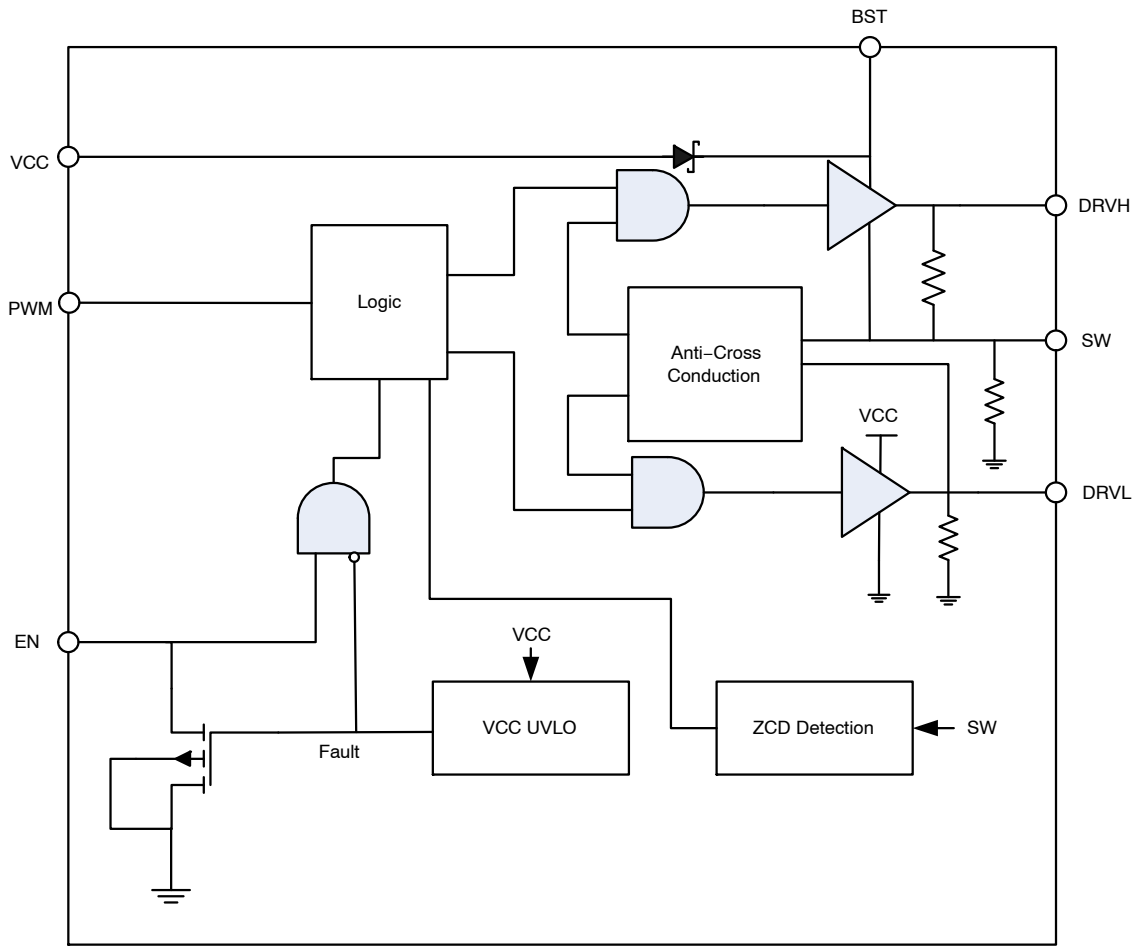 BST
VCC
DRVH
PWM
Logic
SW
Anti−Cross
Conduction
VCC
DRVL
EN
VCC
VCC UVLO
ZCD Detection
SW
Fault